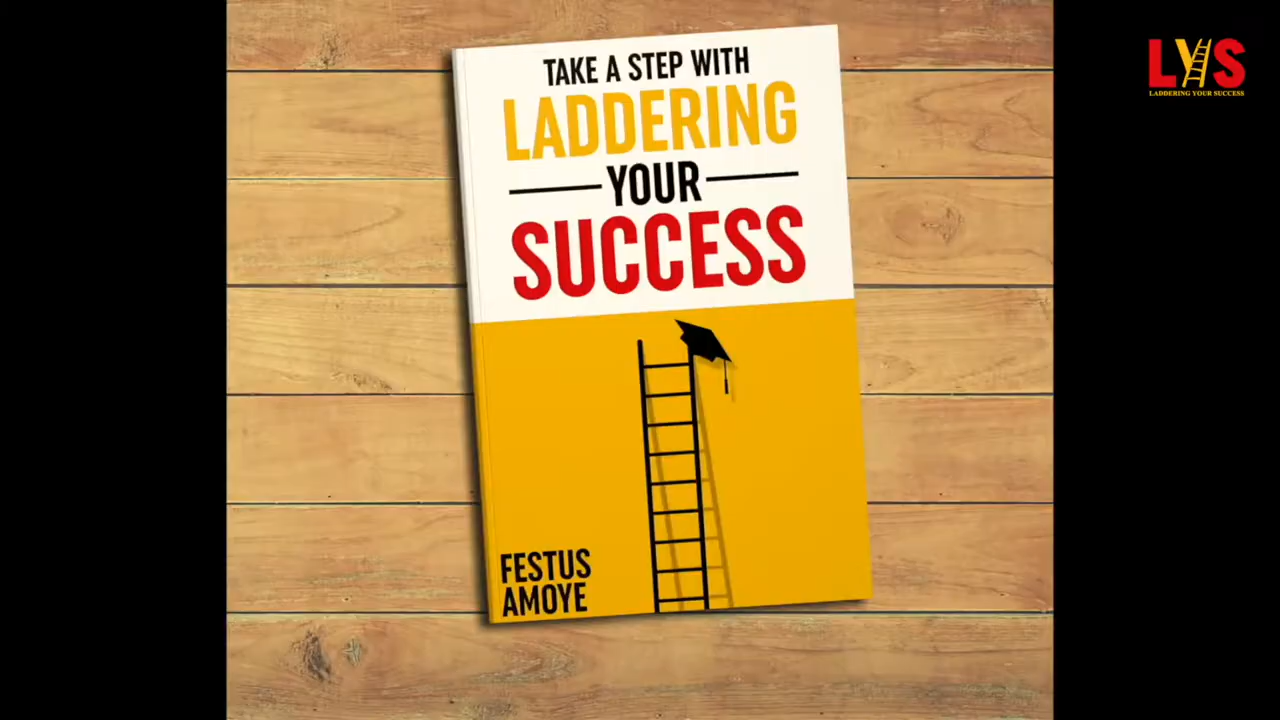 TAKE A STEP WITH
LADDERING
YOUR
SUCCESS
FESTUS
AMOYE
LYS
LADDERING YOUR SUCCESS